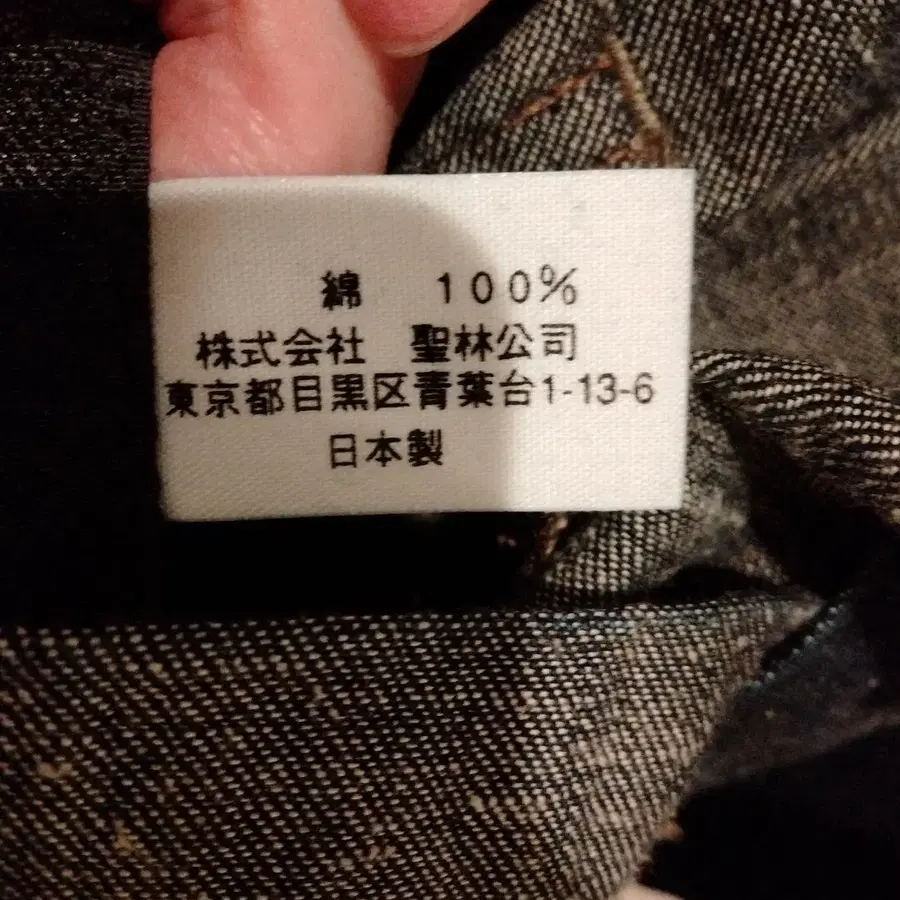 綿　100%
株式会社　聖林公司
東京都目黒区青葉台1-13-6
日本製